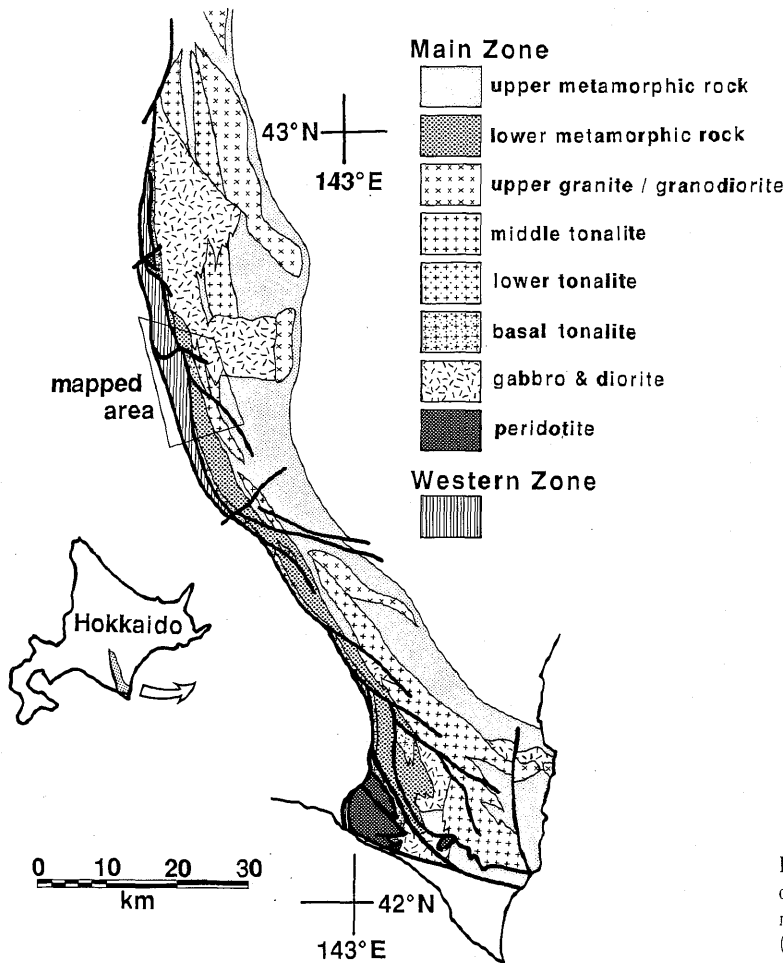 Main Zone
upper metamorphic rock
lower metamorphic rock
upper granite / granodiorite
middle tonalite
lower tonalite
basal tonalite
gabbro & diorite
peridotite
Western Zone
43°N
143°E
mapped
area
Hokkaido
0 10 20 30
km
42°N
143°E